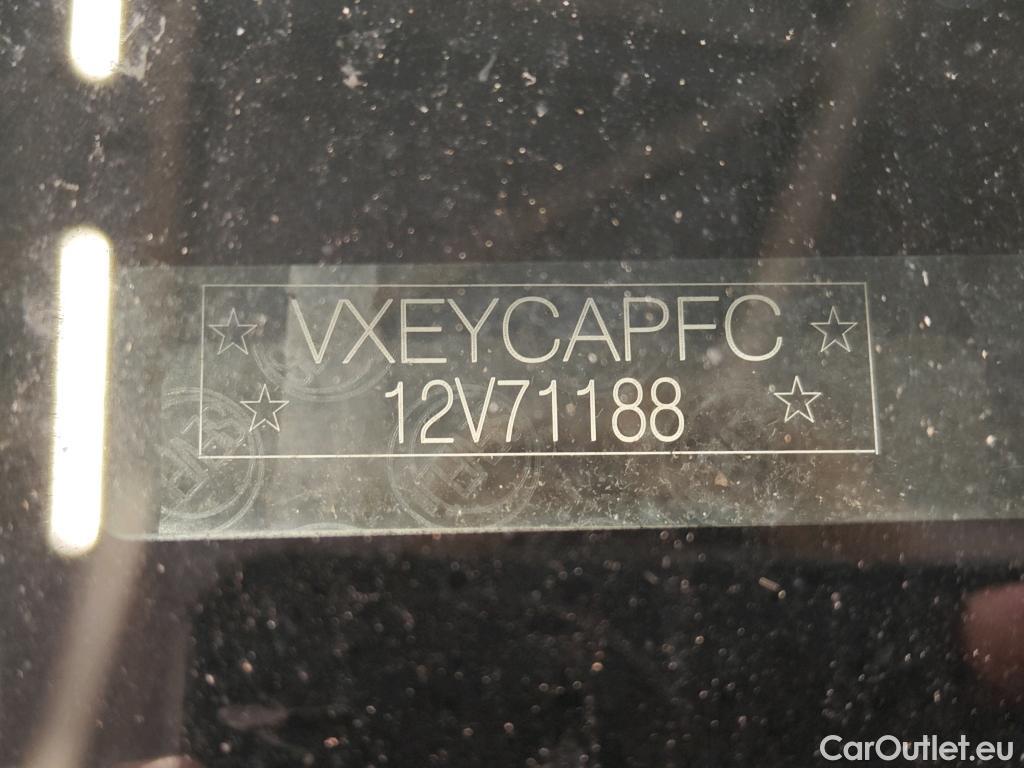 ☆ VXEYCAPFC ☆
☆ 12V71188 ☆
CarOutlet.eu